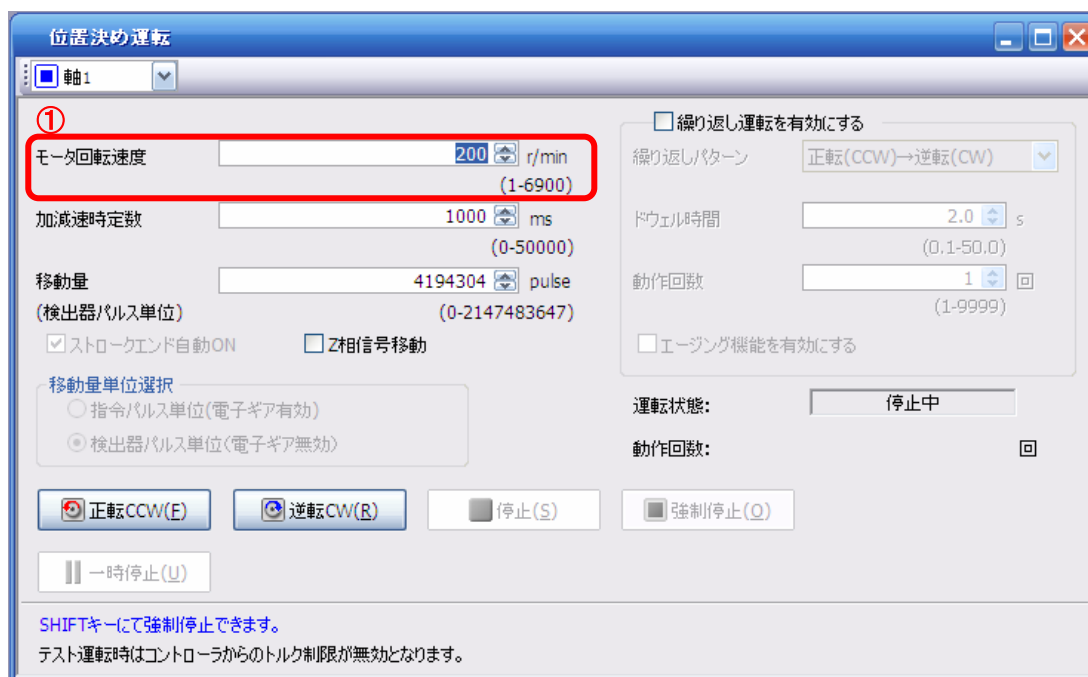 位置決め運転
軸1
①
モータ回転速度 200 r/min
(1-6900)
加減速時定数 1000 ms
(0-50000)
移動量 4194304 pulse
(検出器パルス単位) (0-2147483647)
ストロークエンド自動ON Z相信号移動
移動量単位選択
指令パルス単位(電子ギア有効)
検出器パルス単位(電子ギア無効)
繰り返し運転を有効にする
繰り返しパターン 正転(CCW)→逆転(CW)
ドウェル時間 2.0 s
(0.1-50.0)
動作回数 1 回
(1-9999)
エージング機能を有効にする
運転状態: 停止中
動作回数: 回
正転CCW(F) 逆転CW(R) 停止(S) 強制停止(O)
一時停止(U)
SHIFTキーにて強制停止できます。
テスト運転時はコントローラからのトルク制限が無効となります。